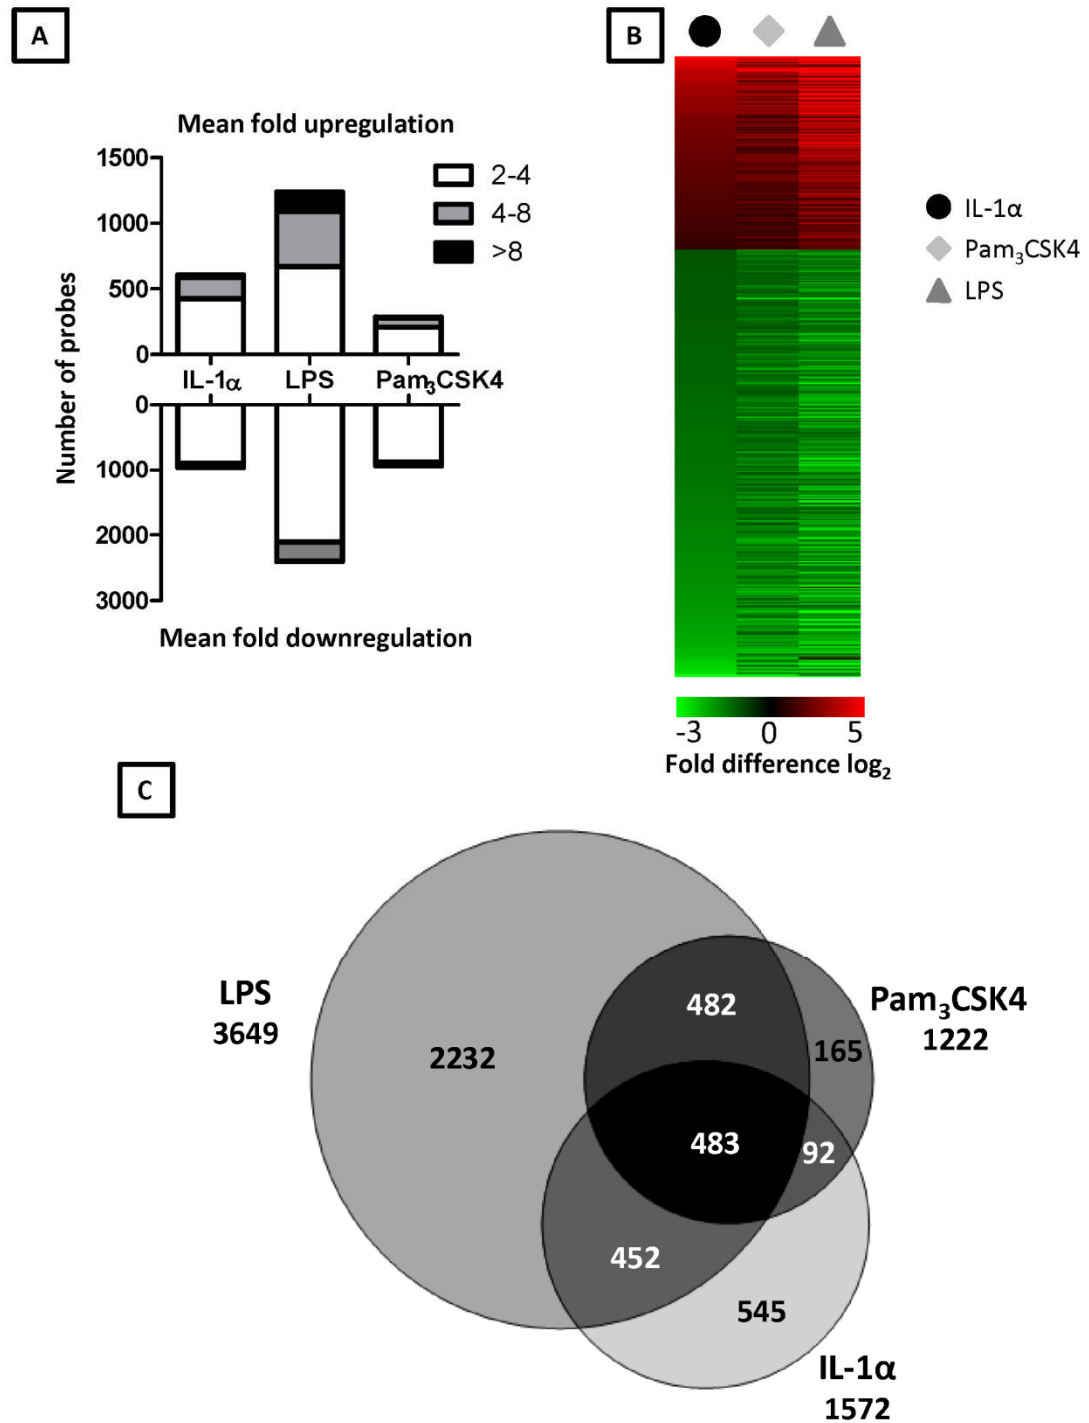 A
Mean fold upregulation
1500
1000
500
0
2-4
4-8
>8
IL-1α
LPS
Pam₃CSK4
0
1000
2000
3000
Number of probes
Mean fold downregulation
B
IL-1α
Pam₃CSK4
LPS
-3 0 5
Fold difference log₂
C
LPS
3649
2232
482
Pam₃CSK4
1222
165
483
92
452
545
IL-1α
1572